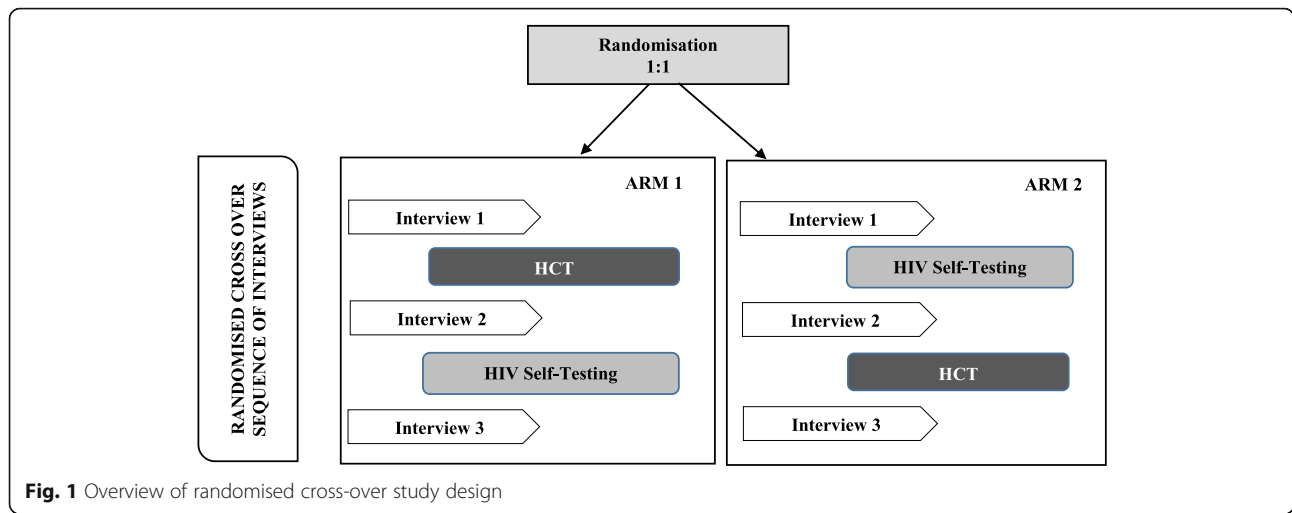 Randomisation
1:1
RANDOMISED CROSS OVER
SEQUENCE OF INTERVIEWS
ARM 1
Interview 1
HCT
Interview 2
HIV Self-Testing
Interview 3
ARM 2
Interview 1
HIV Self-Testing
Interview 2
HCT
Interview 3
Fig. 1 Overview of randomised cross-over study design